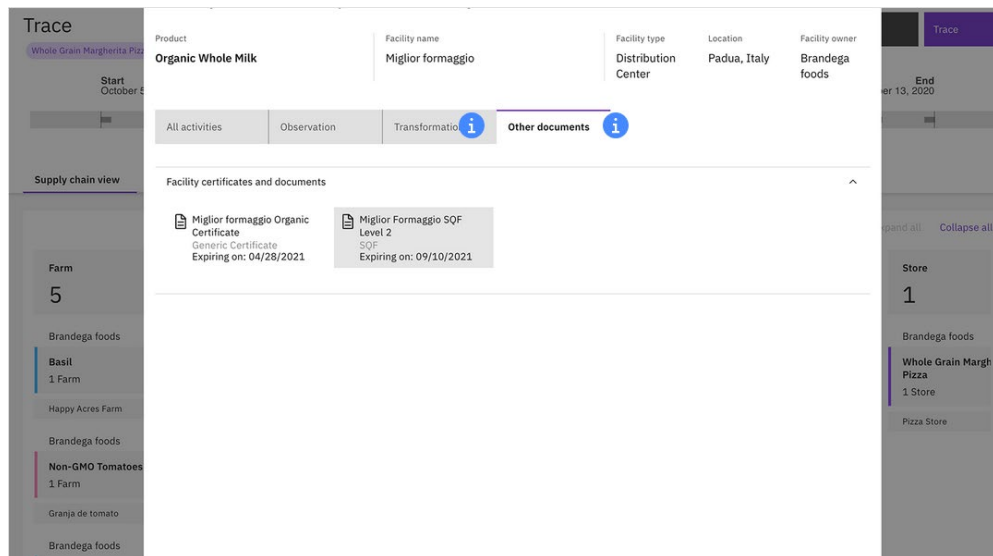 Trace
Whole Grain Margherita Pizz
Start
October 5
Product
Organic Whole Milk
Facility name
Miglior formaggio
Facility type
Distribution
Center
Location
Padua, Italy
Facility owner
Brandega
foods
Trace
End
er 13, 2020
All activities
Observation
Transformatio
i
Other documents
i
Supply chain view
Facility certificates and documents
Miglior formaggio Organic
Certificate
Generic Certificate
Expiring on: 04/28/2021
Miglior Formaggio SQF
Level 2
SQF
Expiring on: 09/10/2021
pand all
Collapse all
Farm
5
Brandega foods
Basil
1 Farm
Happy Acres Farm
Brandega foods
Non-GMO Tomatoes
1 Farm
Granja de tomato
Brandega foods
Store
1
Brandega foods
Whole Grain Margh
Pizza
1 Store
Pizza Store